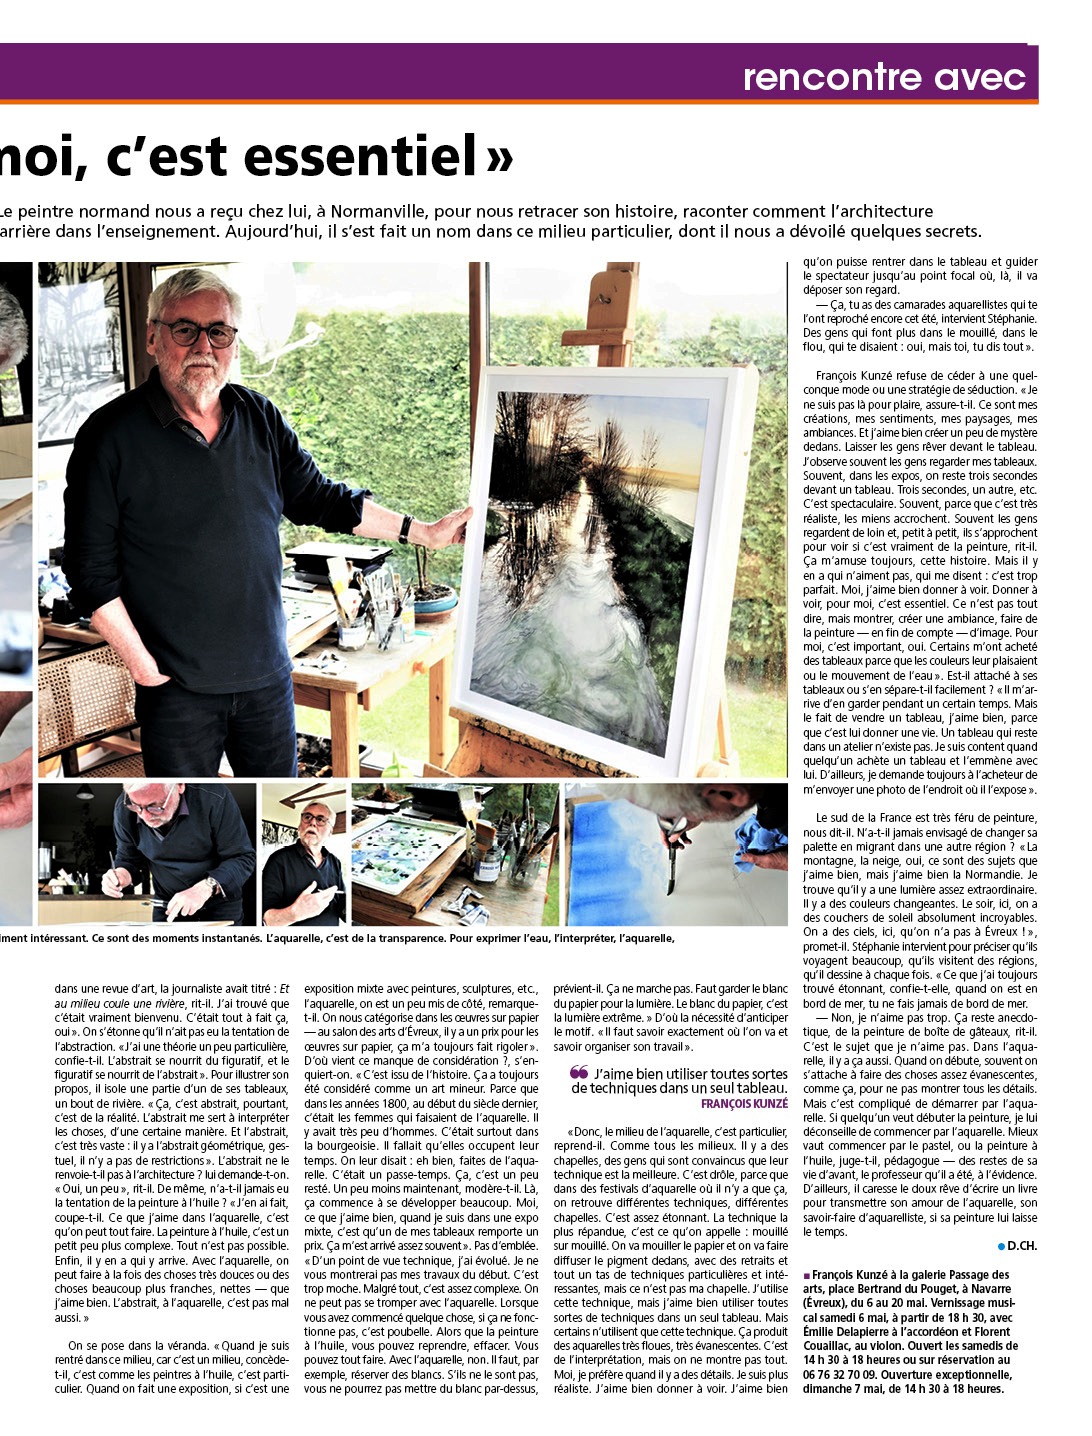 rencontre avec
moi, c’est essentiel »
Le peintre normand nous a reçu chez lui, à Normanville, pour nous retracer son histoire, raconter comment l’architecture
dans l’enseignement. Aujourd’hui, il s’est fait un nom dans ce milieu particulier, dont il nous a dévoilé quelques secrets.
intéressant. Ce sont des moments instantanés. L’aquarelle, c’est de la transparence. Pour exprimer l’eau, l’interpréter, l’aquarelle,
dans une revue d’art, la journaliste avait titré : Et
au milieu coule une rivière, rit-il. J’ai trouvé que
c’était vraiment bienvenu. C’était tout à fait ça,
oui ». On s’étonne qu’il n’ait pas eu la tentation de
l’abstraction. « J’ai une théorie un peu particulière,
confie-t-il. L’abstrait se nourrit du figuratif, et le
figuratif se nourrit de l’abstrait ». Pour illustrer son
propos, il isole une partie d’un de ses tableaux,
un bout de rivière. « Ça, c’est abstrait, pourtant,
c’est de la réalité. L’abstrait me sert à interpréter
les choses, d’une certaine manière. Et l’abstrait,
c’est très vaste : il y a l’abstrait géométrique, ges-
tuel, il n’y a pas de restrictions ». L’abstrait ne le
renvoie-t-il pas à l’architecture ? lui demande-t-on.
« Oui, un peu », rit-il. De même, n’a-t-il jamais eu
la tentation de la peinture à l’huile ? « J’en ai fait,
coupe-t-il. Ce que j’aime dans l’aquarelle, c’est
qu’on peut tout faire. La peinture à l’huile, c’est un
petit peu plus complexe. Tout n’est pas possible.
Enfin, il y en a qui y arrive. Avec l’aquarelle, on
peut faire à la fois des choses très douces ou des
choses beaucoup plus franches, nettes — que
j’aime bien. L’abstrait, à l’aquarelle, c’est pas mal
aussi. »
On se pose dans la véranda. « Quand je suis
rentré dans ce milieu, car c’est un milieu, concède-
t-il, c’est comme les peintres à l’huile, c’est parti-
culier. Quand on fait une exposition, si c’est une
exposition mixte avec peintures, sculptures, etc.,
l’aquarelle, on est un peu mis de côté, remarque-
t-il. On nous catégorise dans les œuvres sur papier
— au salon des arts d’Évreux, il y a un prix pour les
œuvres sur papier, ça m’a toujours fait rigoler ».
D’où vient ce manque de considération ?, s’en-
quiert-on. « C’est issu de l’histoire. Ça a toujours
été considéré comme un art mineur. Parce que
dans les années 1800, au début du siècle dernier,
c’était les femmes qui faisaient de l’aquarelle. Il
y avait très peu d’hommes. C’était surtout dans
la bourgeoisie. Il fallait qu’elles occupent leur
temps. On leur disait : eh bien, faites de l’aqua-
relle. C’était un passe-temps. Ça, c’est un peu
resté. Un peu moins maintenant, modère-t-il. Là,
ça commence à se développer beaucoup. Moi,
ce que j’aime bien, quand je suis dans une expo
mixte, c’est qu’un de mes tableaux remporte un
prix. Ça m’est arrivé assez souvent ». Pas d’emblée.
« D’un point de vue technique, j’ai évolué. Je ne
vous montrerai pas mes travaux du début. C’est
trop moche. Malgré tout, c’est assez complexe. On
ne peut pas se tromper avec l’aquarelle. Lorsque
vous avez commencé quelque chose, si ça ne fonc-
tionne pas, c’est poubelle. Alors que la peinture
à l’huile, vous pouvez reprendre, effacer. Vous
pouvez tout faire. Avec l’aquarelle, non. Il faut, par
exemple, réserver des blancs. S’ils ne le sont pas,
vous ne pourrez pas mettre du blanc par-dessus,
prévient-il. Ça ne marche pas. Faut garder le blanc
du papier pour la lumière. Le blanc du papier, c’est
la lumière extrême. » D’où la nécessité d’anticiper
le motif. « Il faut savoir exactement où l’on va et
savoir organiser son travail ».
❝ J’aime bien utiliser toutes sortes
de techniques dans un seul tableau.
FRANÇOIS KUNZÉ
« Donc, le milieu de l’aquarelle, c’est particulier,
reprend-il. Comme tous les milieux. Il y a des
chapelles, des gens qui sont convaincus que leur
technique est la meilleure. C’est drôle, parce que
dans des festivals d’aquarelle où il n’y a que ça,
on retrouve différentes techniques, différentes
chapelles. C’est assez étonnant. La technique la
plus répandue, c’est ce qu’on appelle : mouillé
sur mouillé. On va mouiller le papier et on va faire
diffuser le pigment dedans, avec des retraits et
tout un tas de techniques particulières et inté-
ressantes, mais ce n’est pas ma chapelle. J’utilise
cette technique, mais j’aime bien utiliser toutes
sortes de techniques dans un seul tableau. Mais
certains n’utilisent que cette technique. Ça produit
des aquarelles très floues, très évanescentes. C’est
de l’interprétation, mais on ne montre pas tout.
Moi, je préfère quand il y a des détails. Je suis plus
réaliste. J’aime bien donner à voir. J’aime bien
qu’on puisse rentrer dans le tableau et guider
le spectateur jusqu’au point focal où, là, il va
déposer son regard.
— Ça, tu as des camarades aquarellistes qui te
l’ont reproché encore cet été, intervient Stéphanie.
Des gens qui font plus dans le mouillé, dans le
flou, qui te disaient : oui, mais toi, tu dis tout ».
François Kunzé refuse de céder à une quel-
conque mode ou une stratégie de séduction. « Je
ne suis pas là pour plaire, assure-t-il. Ce sont mes
créations, mes sentiments, mes paysages, mes
ambiances. Et j’aime bien créer un peu de mystère
dedans. Laisser les gens rêver devant le tableau.
J’observe souvent les gens regarder mes tableaux.
Souvent, dans les expos, on reste trois secondes
devant un tableau. Trois secondes, un autre, etc.
C’est spectaculaire. Souvent, parce que c’est très
réaliste, les miens accrochent. Souvent les gens
regardent de loin et, petit à petit, ils s’approchent
pour voir si c’est vraiment de la peinture, rit-il.
Ça m’amuse toujours, cette histoire. Mais il y
en a qui n’aiment pas, qui me disent : c’est trop
parfait. Moi, j’aime bien donner à voir. Donner à
voir, pour moi, c’est essentiel. Ce n’est pas tout
dire, mais montrer, créer une ambiance, faire de
la peinture — en fin de compte — d’image. Pour
moi, c’est important, oui. Certains m’ont acheté
des tableaux parce que les couleurs leur plaisaient
ou le mouvement de l’eau ». Est-il attaché à ses
tableaux ou s’en sépare-t-il facilement ? « Il m’ar-
rive d’en garder pendant un certain temps. Mais
le fait de vendre un tableau, j’aime bien, parce
que c’est lui donner une vie. Un tableau qui reste
dans un atelier n’existe pas. Je suis content quand
quelqu’un achète un tableau et l’emmène avec
lui. D’ailleurs, je demande toujours à l’acheteur de
m’envoyer une photo de l’endroit où il l’expose ».
Le sud de la France est très féru de peinture,
nous dit-il. N’a-t-il jamais envisagé de changer sa
palette en migrant dans une autre région ? « La
montagne, la neige, oui, ce sont des sujets que
j’aime bien, mais j’aime bien la Normandie. Je
trouve qu’il y a une lumière assez extraordinaire.
Il y a des couleurs changeantes. Le soir, ici, on a
des couchers de soleil absolument incroyables.
On a des ciels, ici, qu’on n’a pas à Évreux ! »,
promet-il. Stéphanie intervient pour préciser qu’ils
voyagent beaucoup, qu’ils visitent des régions,
qu’il dessine à chaque fois. « Ce que j’ai toujours
trouvé étonnant, confie-t-elle, quand on est en
bord de mer, tu ne fais jamais de bord de mer.
— Non, je n’aime pas trop. Ça reste anecdo-
tique, de la peinture de boîte de gâteaux, rit-il.
C’est le sujet que je n’aime pas. Dans l’aqua-
relle, il y a ça aussi. Quand on débute, souvent on
s’attache à faire des choses assez évanescentes,
comme ça, pour ne pas montrer tous les détails.
Mais c’est compliqué de démarrer par l’aqua-
relle. Si quelqu’un veut débuter la peinture, je lui
déconseille de commencer par l’aquarelle. Mieux
vaut commencer par le pastel, ou la peinture à
l’huile, juge-t-il, pédagogue — des restes de sa
vie d’avant, le professeur qu’il a été, à l’évidence.
D’ailleurs, il caresse le doux rêve d’écrire un livre
pour transmettre son amour de l’aquarelle, son
savoir-faire d’aquarelliste, si sa peinture lui laisse
le temps.
● D.CH.
■ François Kunzé à la galerie Passage des
arts, place Bertrand du Pouget, à Navarre
(Évreux), du 6 au 20 mai. Vernissage musi-
cal samedi 6 mai, à partir de 18 h 30, avec
Émilie Delapierre à l’accordéon et Florent
Couaillac, au violon. Ouvert les samedis de
14 h 30 à 18 heures ou sur réservation au
06 76 32 70 09. Ouverture exceptionnelle,
dimanche 7 mai, de 14 h 30 à 18 heures.